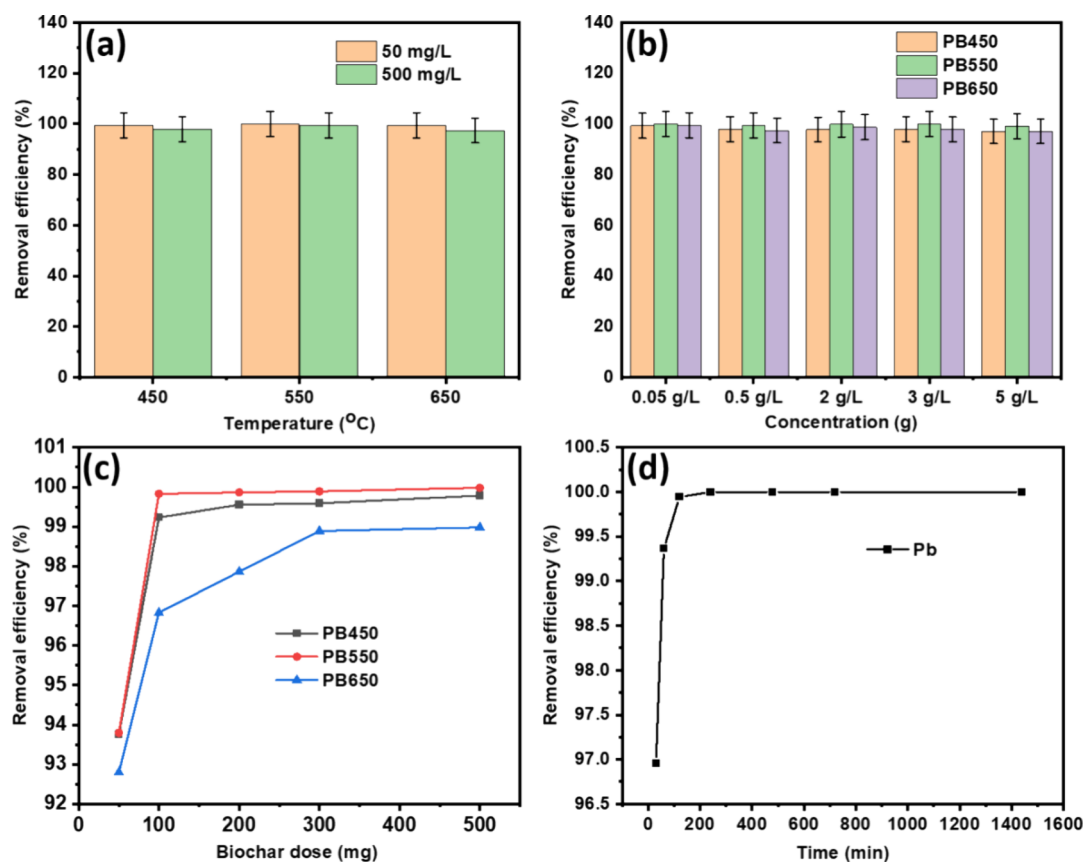 (a)
50 mg/L
500 mg/L
Removal efficiency (%)
140
120
100
80
60
40
20
0
450
550
650
Temperature (°C)
(b)
PB450
PB550
PB650
Removal efficiency (%)
140
120
100
80
60
40
20
0
0.05 g/L
0.5 g/L
2 g/L
3 g/L
5 g/L
Concentration (g)
(c)
PB450
PB550
PB650
Removal efficiency (%)
101
100
99
98
97
96
95
94
93
92
100
200
300
400
500
Biochar dose (mg)
(d)
Pb
Removal efficiency (%)
100.5
100.0
99.5
99.0
98.5
98.0
97.5
97.0
96.5
0
200
400
600
800
1000
1200
1400
1600
Time (min)